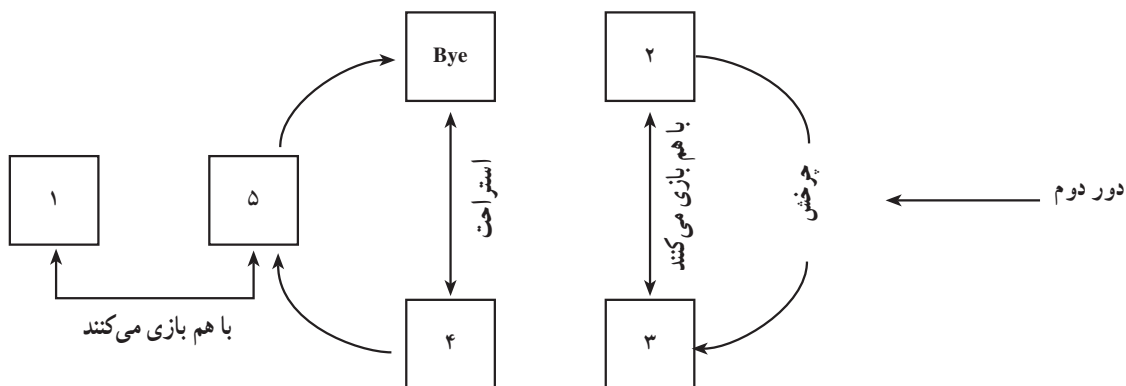 Bye
۲
با هم بازی می‌کنند
استراحت
چرخش
دور دوم
۱
۵
با هم بازی می‌کنند
۴
۳